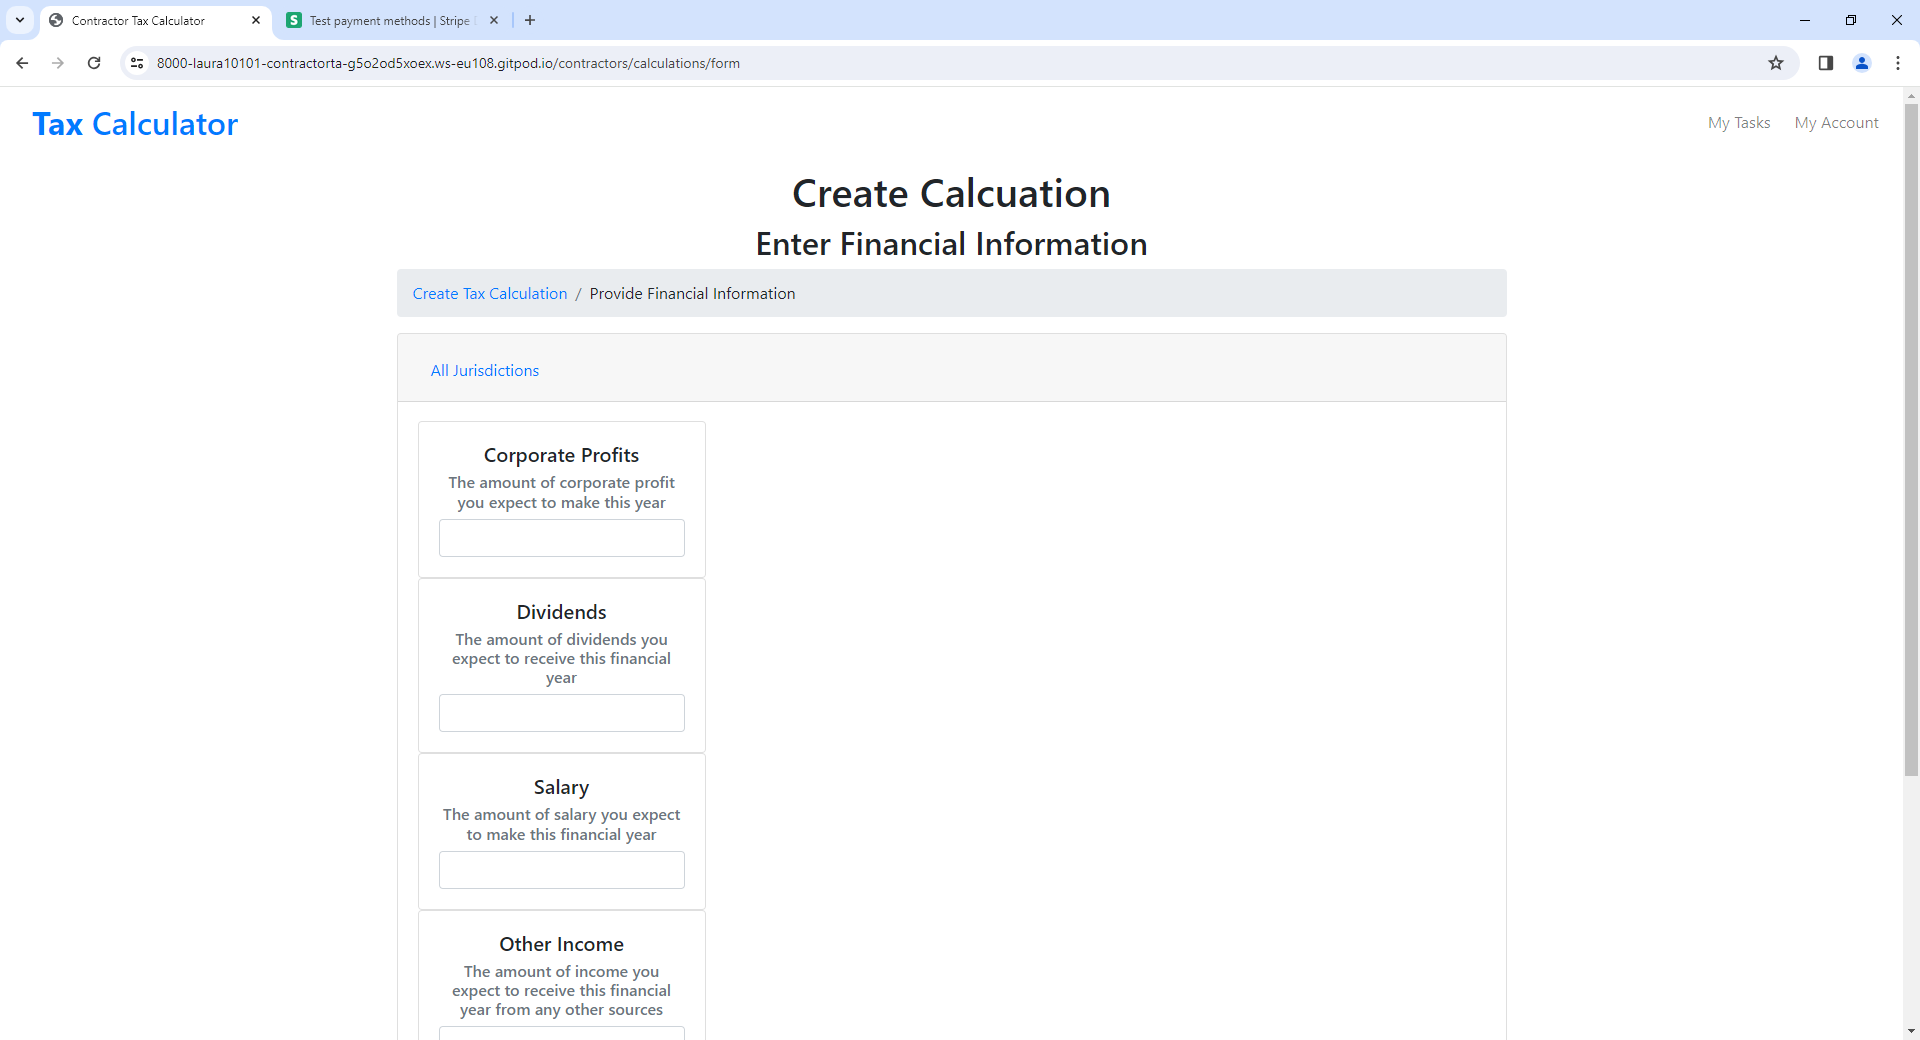 Contractor Tax Calculator
Test payment methods | Stripe
8000-laura10101-contractorta-g5o2od5xoex.ws-eu108.gitpod.io/contractors/calculations/form
Tax Calculator
My Tasks
My Account
Create Calcuation
Enter Financial Information
Create Tax Calculation / Provide Financial Information
All Jurisdictions
Corporate Profits
The amount of corporate profit
you expect to make this year
Dividends
The amount of dividends you
expect to receive this financial
year
Salary
The amount of salary you expect
to make this financial year
Other Income
The amount of income you
expect to receive this financial
year from any other sources